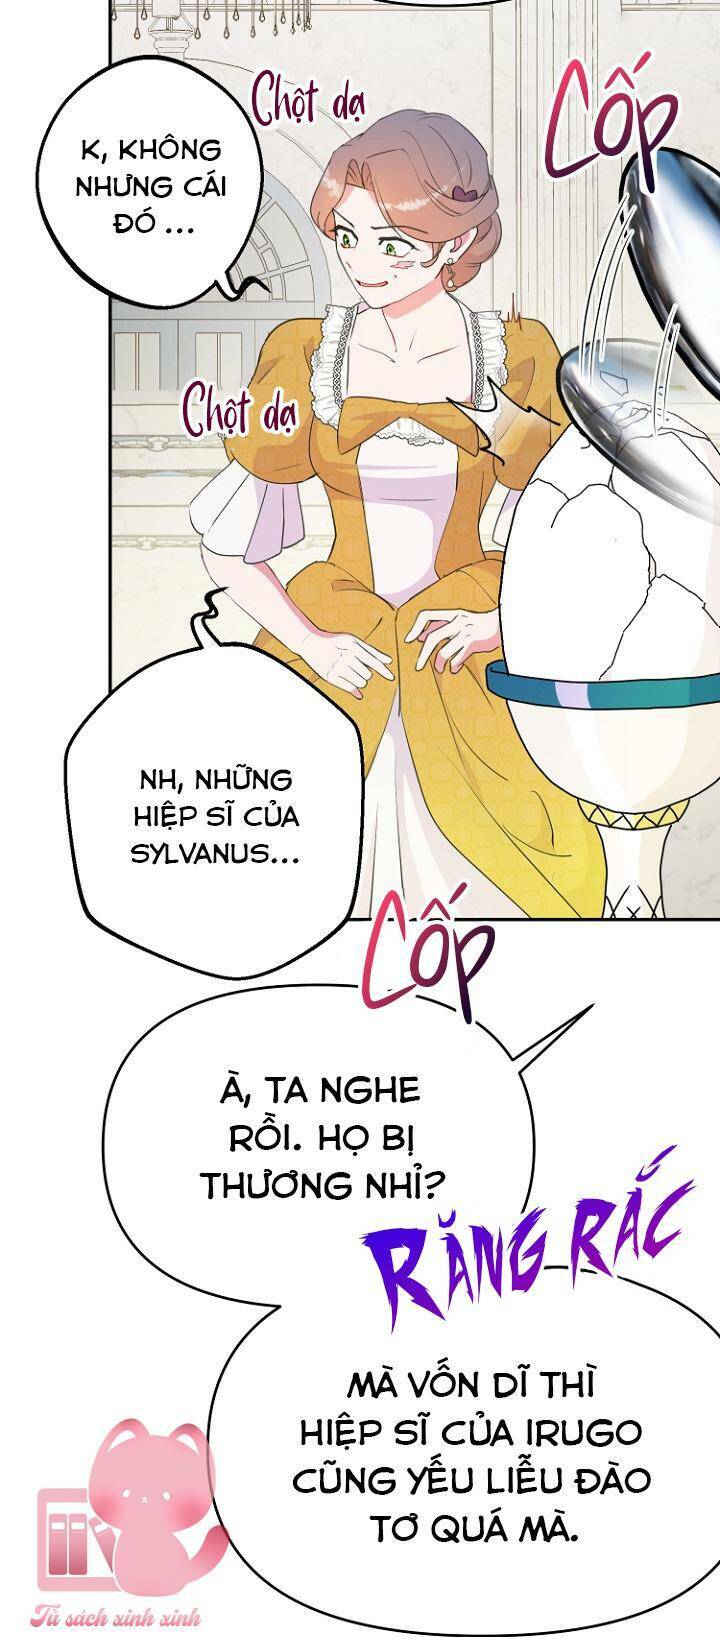 Chột dạ
Cốp
K, KHÔNG
NHƯNG CÁI
ĐÓ ...
Chột dạ
NH, NHỮNG
HIỆP SĨ CỦA
SYLVANUS...
Cốp
À, TA NGHE
RỒI. HỌ BỊ
THƯƠNG NHỈ?
RĂNG RẮC
MÀ VỐN DĨ THÌ
HIỆP SĨ CỦA IRUGO
CŨNG YẾU LIỄU ĐÀO
TƠ QUÁ MÀ.
Tủ sách xinh xinh